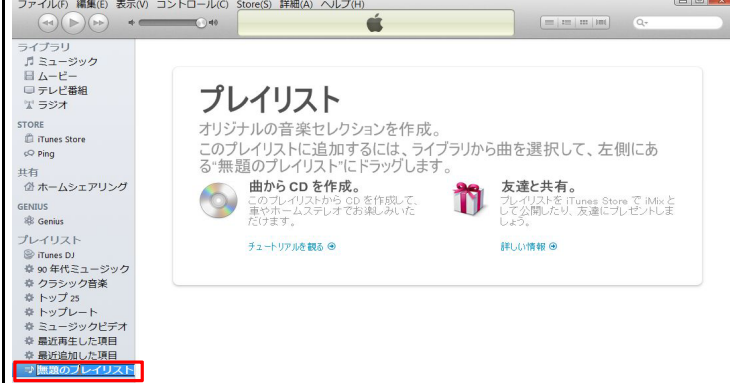 ファイル(F) 編集(E) 表示(V) コントロール(C) Store(S) 詳細(A) ヘルプ(H)
ライブラリ
ミュージック
ムービー
テレビ番組
ラジオ
STORE
iTunes Store
Ping
共有
ホームシェアリング
GENIUS
Genius
プレイリスト
iTunes DJ
90 年代ミュージック
クラシック音楽
トップ 25
トップレート
ミュージックビデオ
最近再生した項目
最近追加した項目
無題のプレイリスト
プレイリスト
オリジナルの音楽セレクションを作成。
このプレイリストに追加するには、ライブラリから曲を選択して、左側にあ
る“無題のプレイリスト”にドラッグします。
曲から CD を作成。
このプレイリストから CD を作成して、
車やホームステレオでお楽しみいた
だけます。
チュートリアルを観る
友達と共有。
プレイリストを iTunes Store で iMix と
して公開したり、友達にプレゼントしま
しょう。
詳しい情報